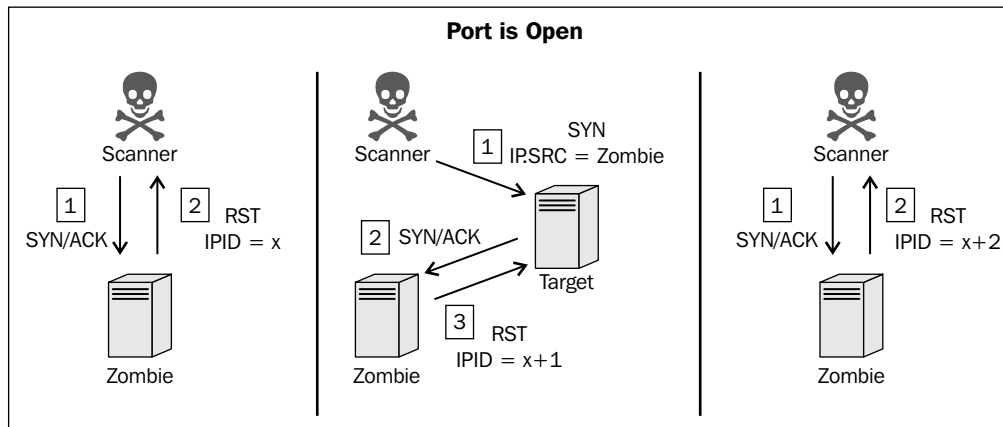 Port is Open
Scanner
1
SYN/ACK
2
RST
IPID = x
Zombie
Scanner
1
SYN
IP.SRC = Zombie
Target
2
SYN/ACK
3
RST
IPID = x+1
Zombie
Scanner
1
SYN/ACK
2
RST
IPID = x+2
Zombie